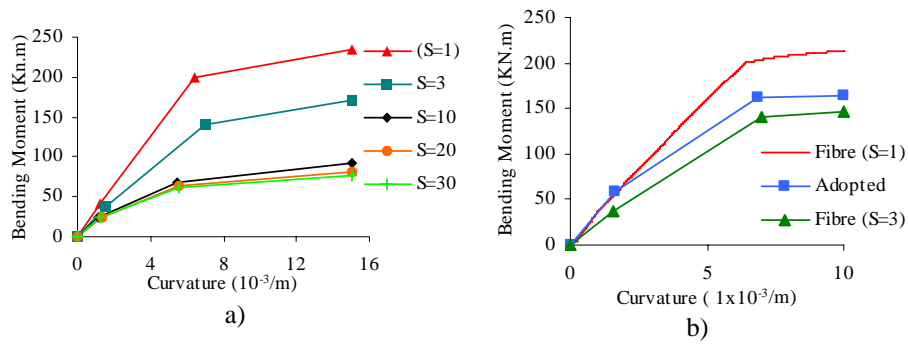 Bending Moment (Kn.m)
250
200
150
100
50
0
0
4
8
12
16
Curvature (10⁻³/m)
(S=1)
S=3
S=10
S=20
S=30
a)
Bending Moment (KN.m)
250
200
150
100
50
0
0
5
10
Curvature ( 1x10⁻³/m)
Fibre (S=1)
Adopted
Fibre (S=3)
b)